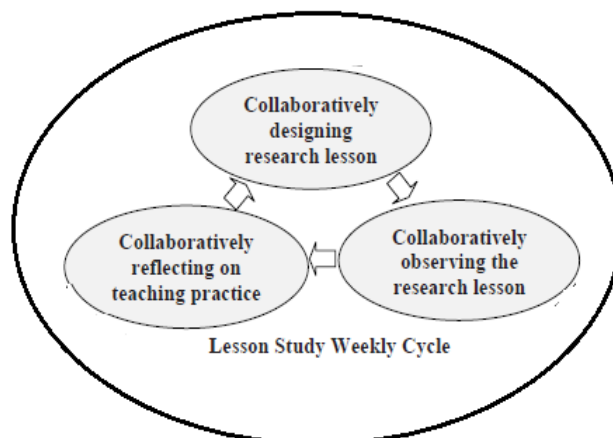 Collaboratively
designing
research lesson
Collaboratively
observing the
research lesson
Collaboratively
reflecting on
teaching practice
Lesson Study Weekly Cycle